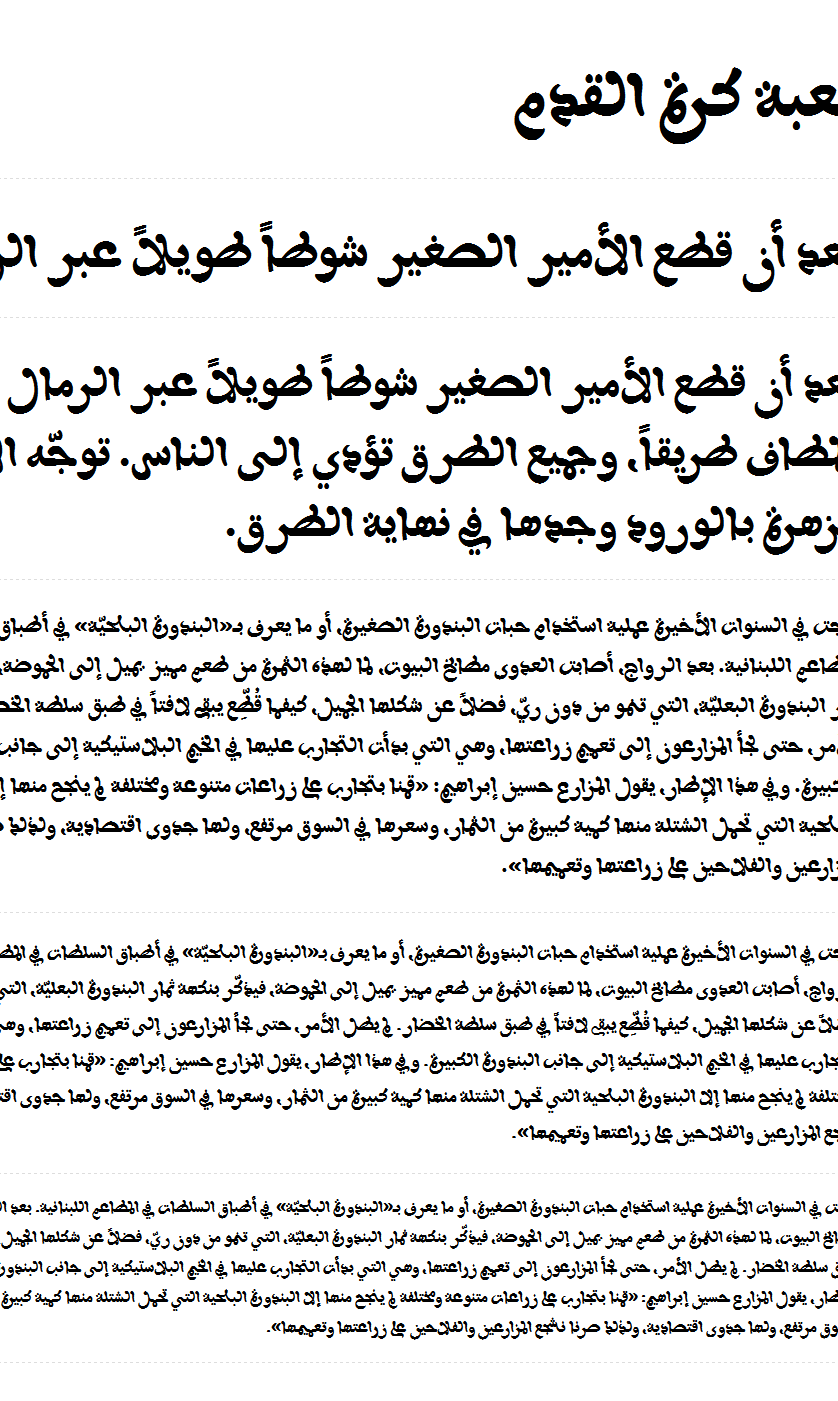 عبة كرة القدم
عد أن قطع الأمير الصغير شوطاً طويلاً عبر الر
عد أن قطع الأمير الصغير شوطاً طويلاً عبر الرمال
لطاف طريقاً، وجميع الطرق تؤدي إلى الناس. توجّه ال
زهرة بالورود وجدها في نهاية الطرق.
جت في السنوات الأخيرة عملية استخدام حبات البندورة الصغيرة، أو ما يعرف بـ«البندورة البلحيّة» في أطباق
طاعم اللبنانية. بعد الرواج، أصابت العدوى مطابخ البيوت، لما لهذه الثمرة من طعم مميز يميل إلى الحموضة،
ر البندورة البعليّة، التي تنمو من دون ريّ، فضلاً عن شكلها الجميل، كيفما قُطّع يبقى لافتاً في طبق سلطة الخض
مر، حتى لجأ المزارعون إلى تعميم زراعتها، وهي التي بدأت التجارب عليها في الخيم البلاستيكية إلى جانب
كبيرة. وفي هذا الإطار، يقول المزارع حسين إبراهيم: «قمنا بتجارب على زراعات متنوعة ومختلفة لم ينجح منها إ
لحية التي تحمل الشتلة منها كمية كبيرة من الثمار، وسعرها في السوق مرتفع، ولها جدوى اقتصادية، ولذلك ص
زارعين والفلاحين على زراعتها وتعميمها».
جت في السنوات الأخيرة عملية استخدام حبات البندورة الصغيرة، أو ما يعرف بـ«البندورة البلحيّة» في أطباق السلطات في المط
رواج، أصابت العدوى مطابخ البيوت، لما لهذه الثمرة من طعم مميز يميل إلى الحموضة، فيذكّر بنكهة ثمار البندورة البعليّة، التي
لاً عن شكلها الجميل، كيفما قُطّع يبقى لافتاً في طبق سلطة الخضار. لم يطل الأمر، حتى لجأ المزارعون إلى تعميم زراعتها، وهي
جارب عليها في الخيم البلاستيكية إلى جانب البندورة الكبيرة. وفي هذا الإطار، يقول المزارع حسين إبراهيم: «قمنا بتجارب على
ختلفة لم ينجح منها إلا البندورة البلحية التي تحمل الشتلة منها كمية كبيرة من الثمار، وسعرها في السوق مرتفع، ولها جدوى اقت
جع المزارعين والفلاحين على زراعتها وتعميمها».
ت في السنوات الأخيرة عملية استخدام حبات البندورة الصغيرة، أو ما يعرف بـ«البندورة البلحيّة» في أطباق السلطات في المطاعم اللبنانية. بعد ال
بخ البيوت، لما لهذه الثمرة من طعم مميز يميل إلى الحموضة، فيذكّر بنكهة ثمار البندورة البعليّة، التي تنمو من دون ريّ، فضلاً عن شكلها الجميل
ق سلطة الخضار. لم يطل الأمر، حتى لجأ المزارعون إلى تعميم زراعتها، وهي التي بدأت التجارب عليها في الخيم البلاستيكية إلى جانب البندور
طار، يقول المزارع حسين إبراهيم: «قمنا بتجارب على زراعات متنوعة ومختلفة لم ينجح منها إلا البندورة البلحية التي تحمل الشتلة منها كمية كبيرة
وق مرتفع، ولها جدوى اقتصادية، ولذلك صرنا نشجع المزارعين والفلاحين على زراعتها وتعميمها».